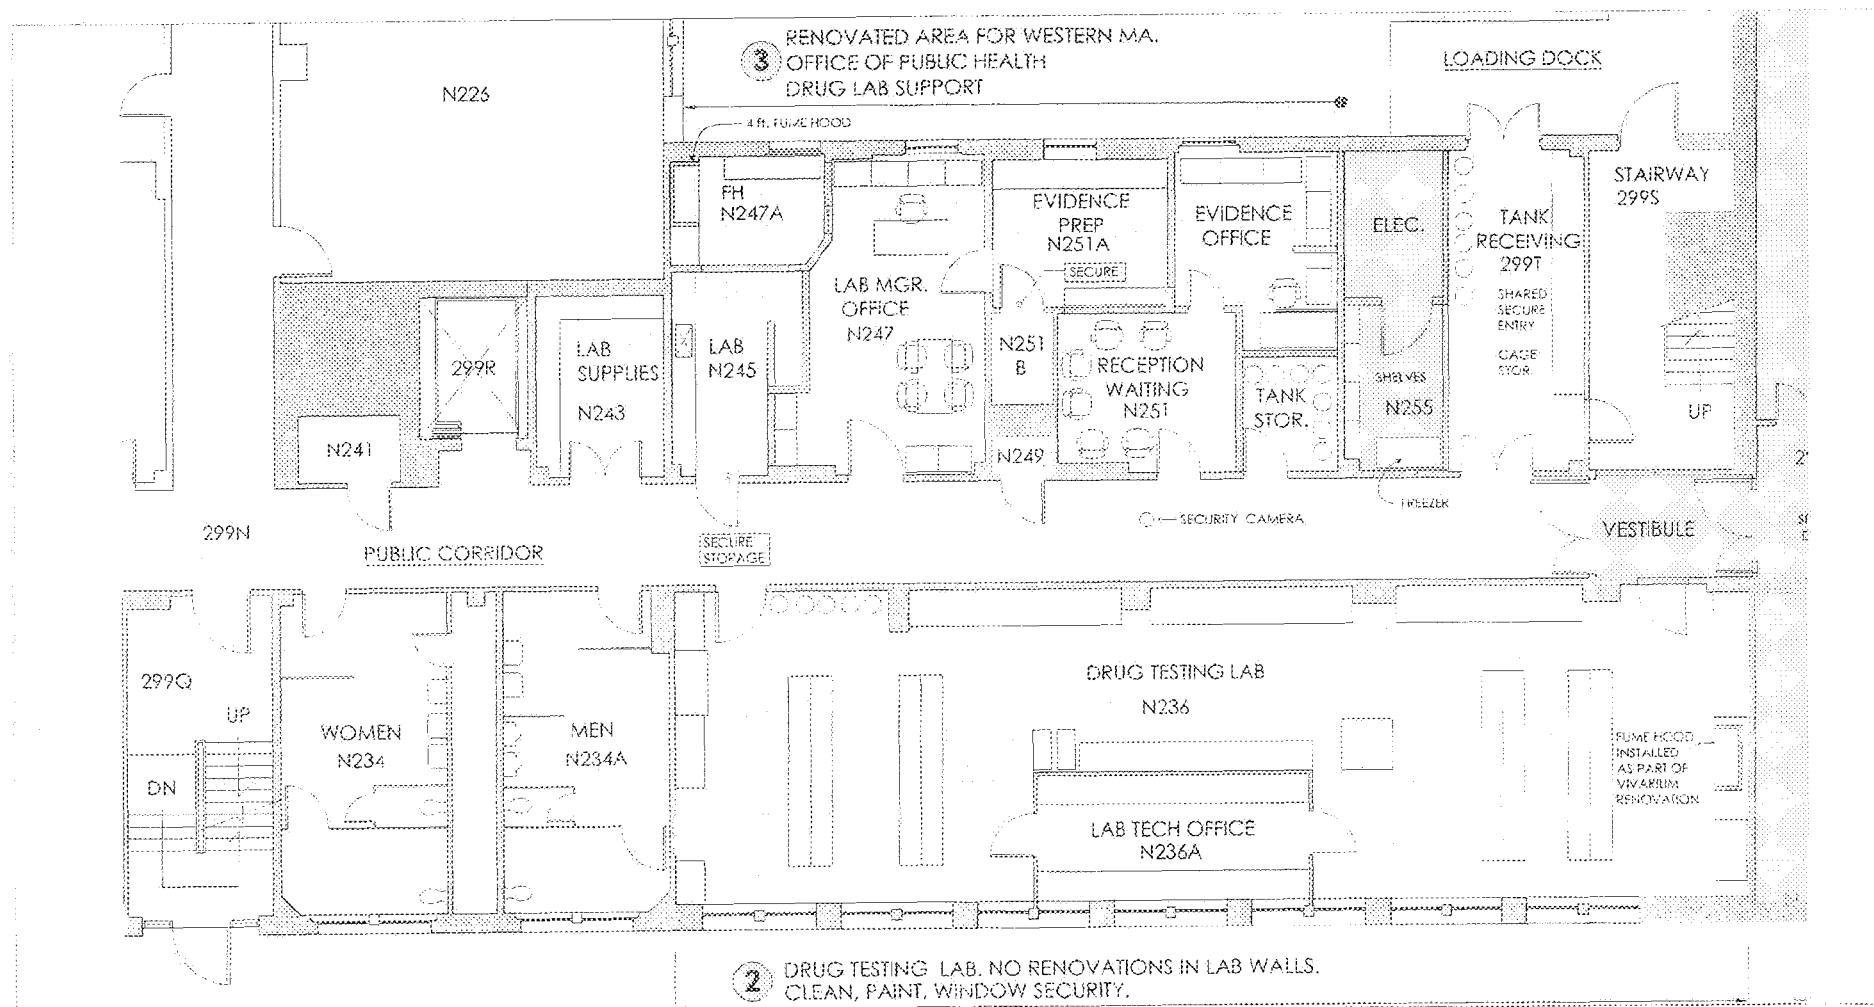 3
RENOVATED AREA FOR WESTERN MA.
OFFICE OF PUBLIC HEALTH
DRUG LAB SUPPORT
LOADING DOCK
N226
4 ft. FUME HOOD
FH
N247A
EVIDENCE
PREP
N251A
SECURE
EVIDENCE
OFFICE
ELEC.
TANK
RECEIVING
299T
SHARED
SECURE
ENTRY
CAGE
STOR.
STAIRWAY
299S
UP
LAB MGR.
OFFICE
N247
299R
LAB
SUPPLIES
N243
LAB
N245
N251
B
RECEPTION
WAITING
N251
TANK
STOR.
SHELVES
N255
N241
N249
FREEZER
299N
PUBLIC CORRIDOR
SECURE
STORAGE
SECURITY CAMERA
VESTIBULE
299Q
UP
DN
WOMEN
N234
MEN
N234A
DRUG TESTING LAB
N236
FUME HOOD
INSTALLED
AS PART OF
VIVARIUM
RENOVATION
LAB TECH OFFICE
N236A
2
DRUG TESTING LAB. NO RENOVATIONS IN LAB WALLS.
CLEAN, PAINT, WINDOW SECURITY.